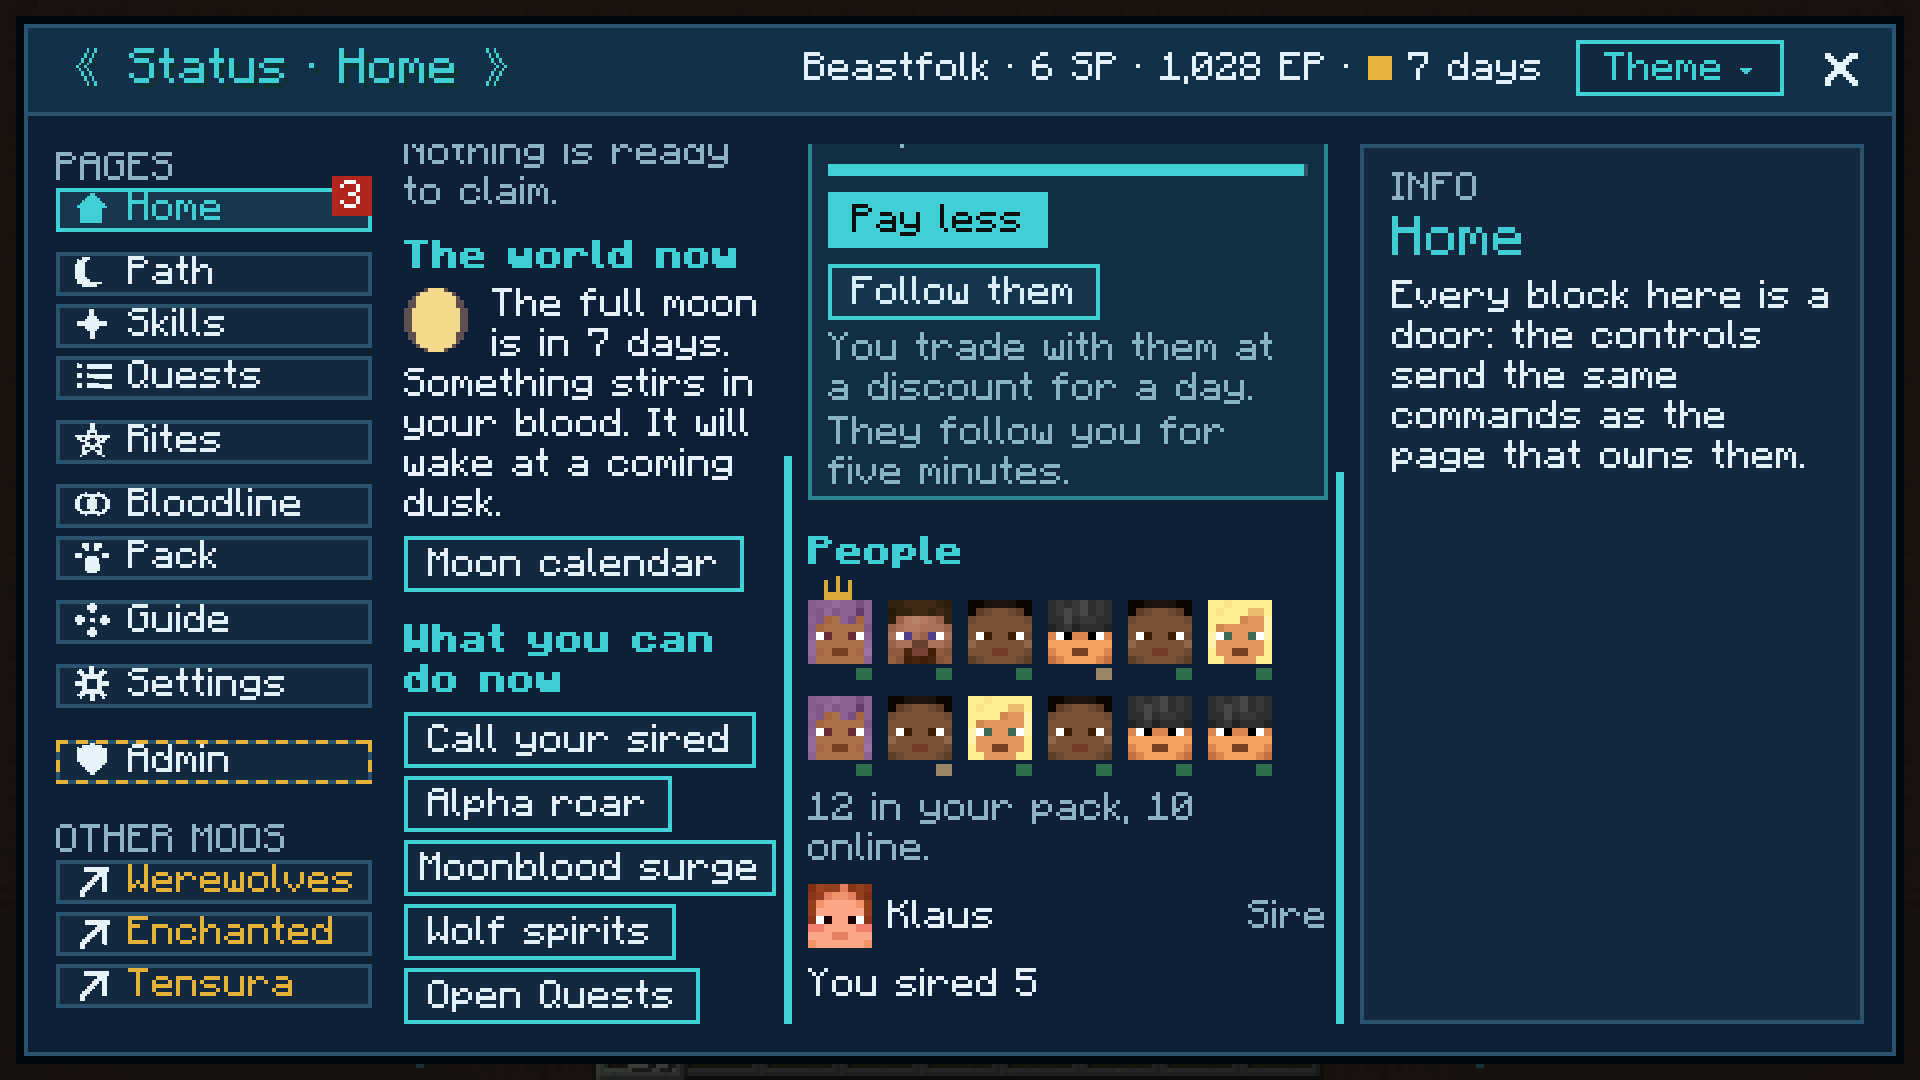 《 Status · Home 》
Beastfolk · 6 SP · 1,028 EP · 7 days
Theme
PAGES
Home
3
Path
Skills
Quests
Rites
Bloodline
Pack
Guide
Settings
Admin
OTHER MODS
Werewolves
Enchanted
Tensura
Nothing is ready
to claim.
The world now
The full moon
is in 7 days.
Something stirs in
your blood. It will
wake at a coming
dusk.
Moon calendar
What you can
do now
Call your sired
Alpha roar
Moonblood surge
Wolf spirits
Open Quests
Pay less
Follow them
You trade with them at
a discount for a day.
They follow you for
five minutes.
People
12 in your pack, 10
online.
Klaus
Sire
You sired 5
INFO
Home
Every block here is a
door: the controls
send the same
commands as the
page that owns them.